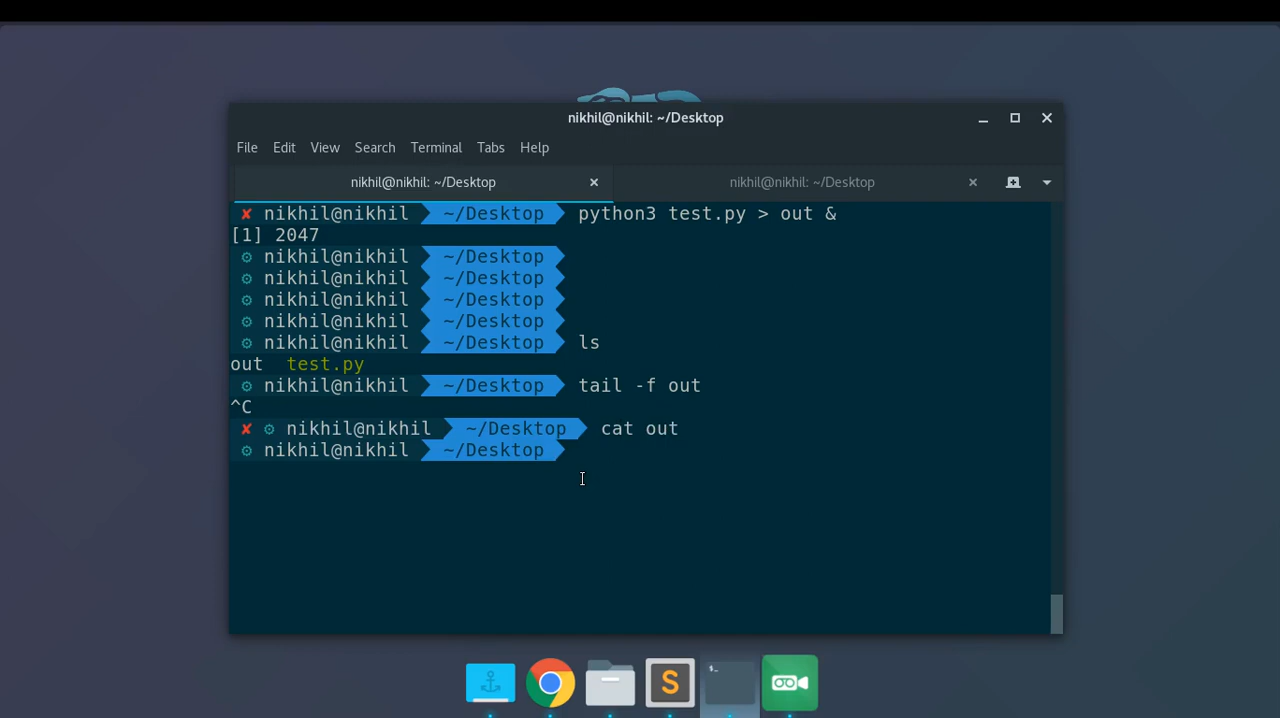 nikhil@nikhil: ~/Desktop
File Edit View Search Terminal Tabs Help
nikhil@nikhil: ~/Desktop nikhil@nikhil: ~/Desktop
✘ nikhil@nikhil ~/Desktop python3 test.py > out &
[1] 2047
⚙ nikhil@nikhil ~/Desktop
⚙ nikhil@nikhil ~/Desktop
⚙ nikhil@nikhil ~/Desktop
⚙ nikhil@nikhil ~/Desktop
⚙ nikhil@nikhil ~/Desktop ls
out test.py
⚙ nikhil@nikhil ~/Desktop tail -f out
^C
✘ ⚙ nikhil@nikhil ~/Desktop cat out
⚙ nikhil@nikhil ~/Desktop
S $_